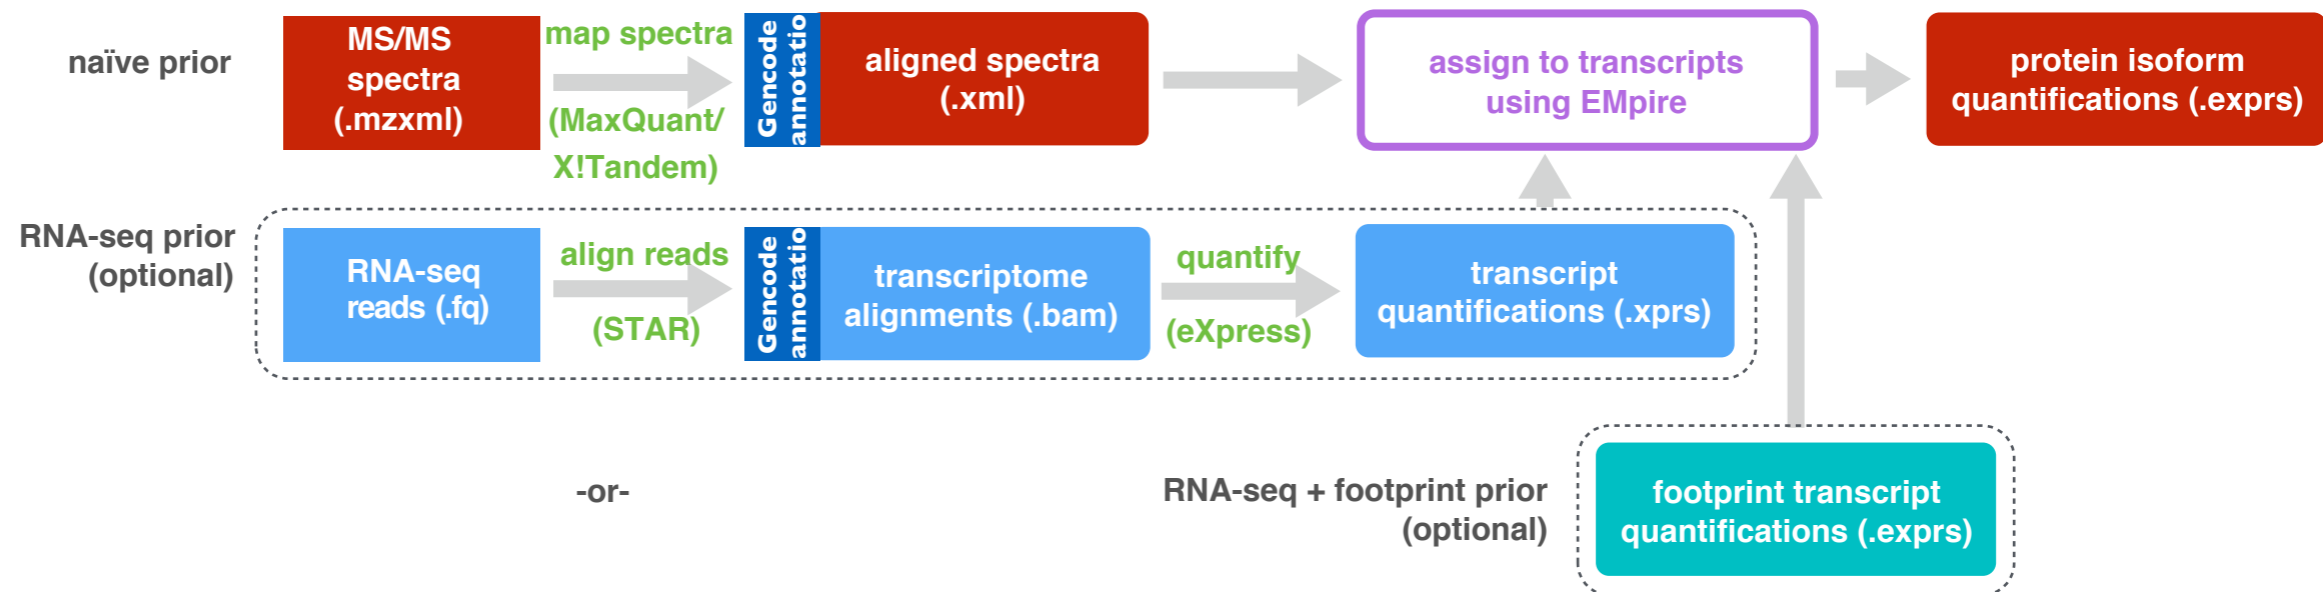 naïve prior
MS/MS
spectra
(.mzxml)
map spectra
(MaxQuant/
X!Tandem)
Gencode
annotatio
aligned spectra
(.xml)
assign to transcripts
using EMpire
protein isoform
quantifications (.exprs)
RNA-seq prior
(optional)
RNA-seq
reads (.fq)
align reads
(STAR)
Gencode
annotatio
transcriptome
alignments (.bam)
quantify
(eXpress)
transcript
quantifications (.xprs)
-or-
RNA-seq + footprint prior
(optional)
footprint transcript
quantifications (.exprs)